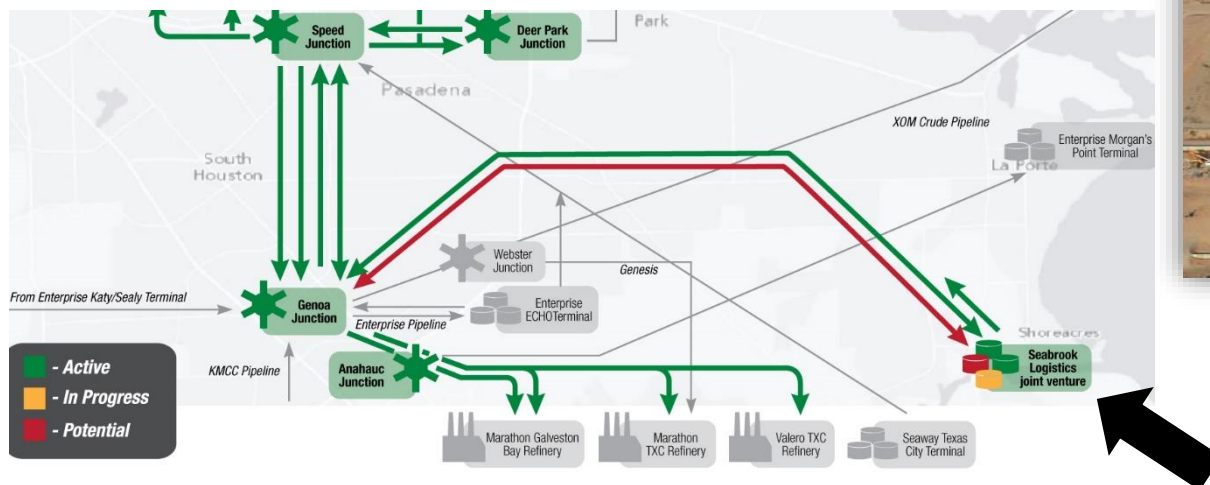 Speed
Junction
Deer Park
Junction
Park
Pasadena
XOM Crude Pipeline
Enterprise Morgan's
Point Terminal
La Porte
South
Houston
Webster
Junction
Genesis
From Enterprise Katy/Sealy Terminal
Genoa
Junction
Enterprise
ECHOTerminal
Enterprise Pipeline
Shoreacres
Seabrook
Logistics
joint venture
Anahauc
Junction
KMCC Pipeline
- Active
- In Progress
- Potential
Marathon Galveston
Bay Refinery
Marathon
TXC Refinery
Valero TXC
Refinery
Seaway Texas
City Terminal